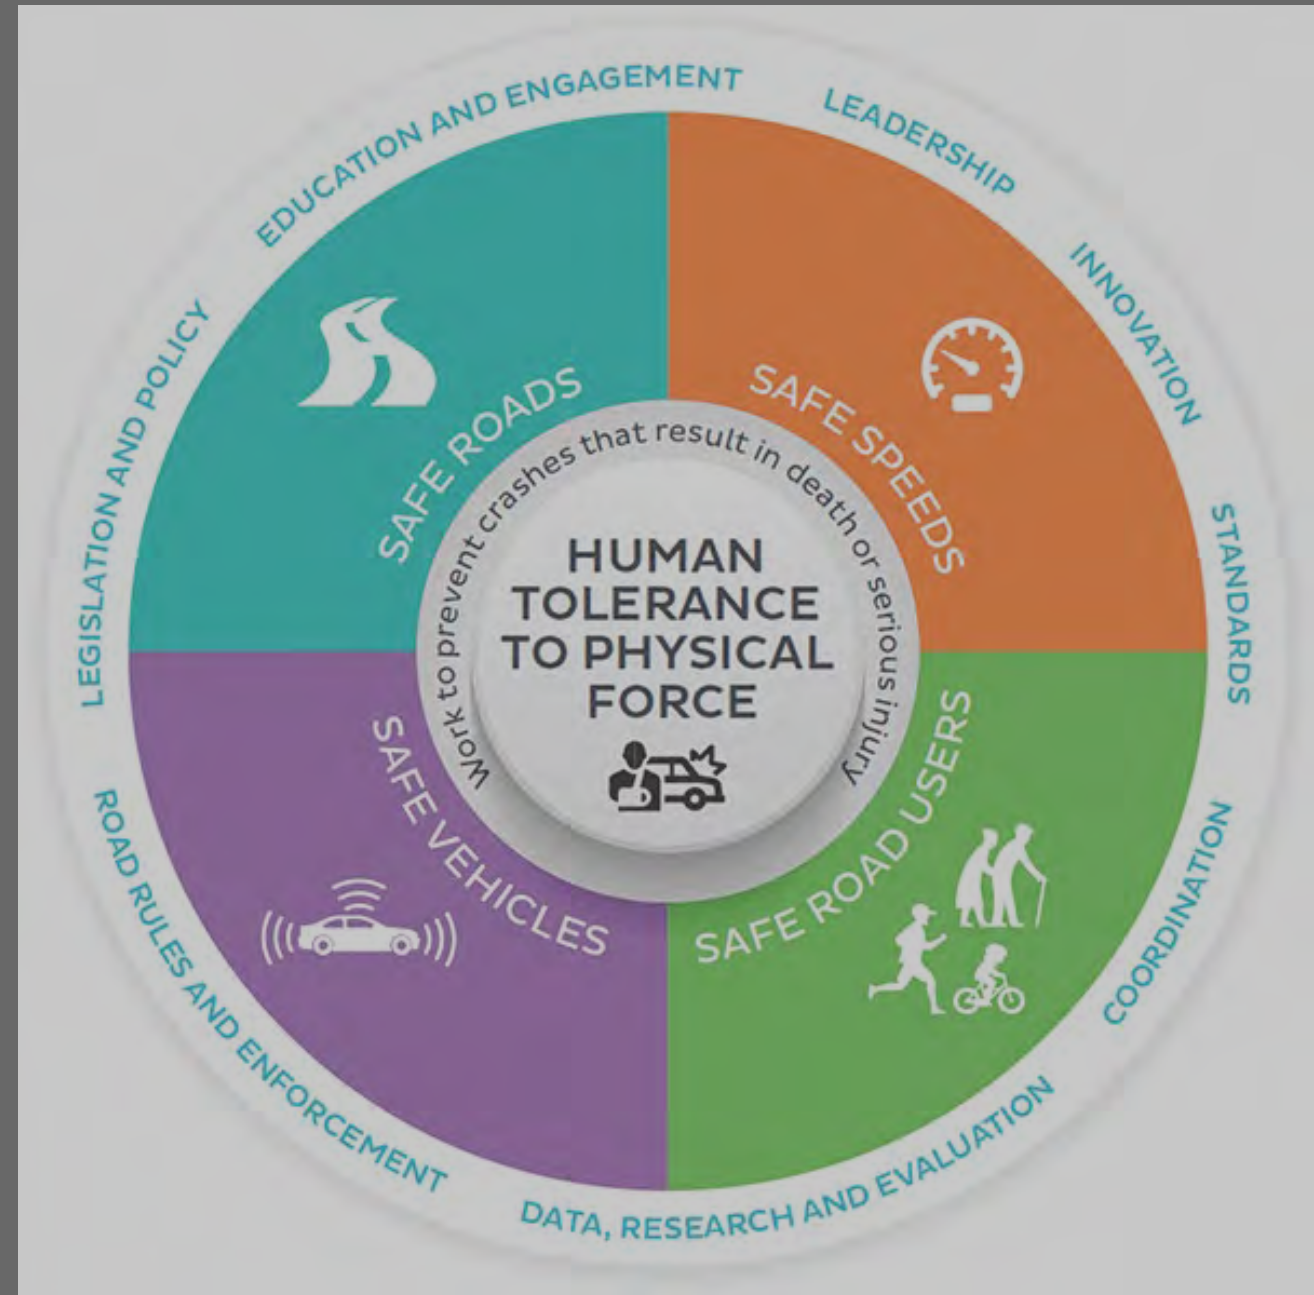 EDUCATION AND ENGAGEMENT
LEADERSHIP
INNOVATION
STANDARDS
COORDINATION
DATA, RESEARCH AND EVALUATION
ROAD RULES AND ENFORCEMENT
LEGISLATION AND POLICY
SAFE ROADS
SAFE SPEEDS
SAFE ROAD USERS
SAFE VEHICLES
Work to prevent crashes that result in death or serious injury
HUMAN
TOLERANCE
TO PHYSICAL
FORCE